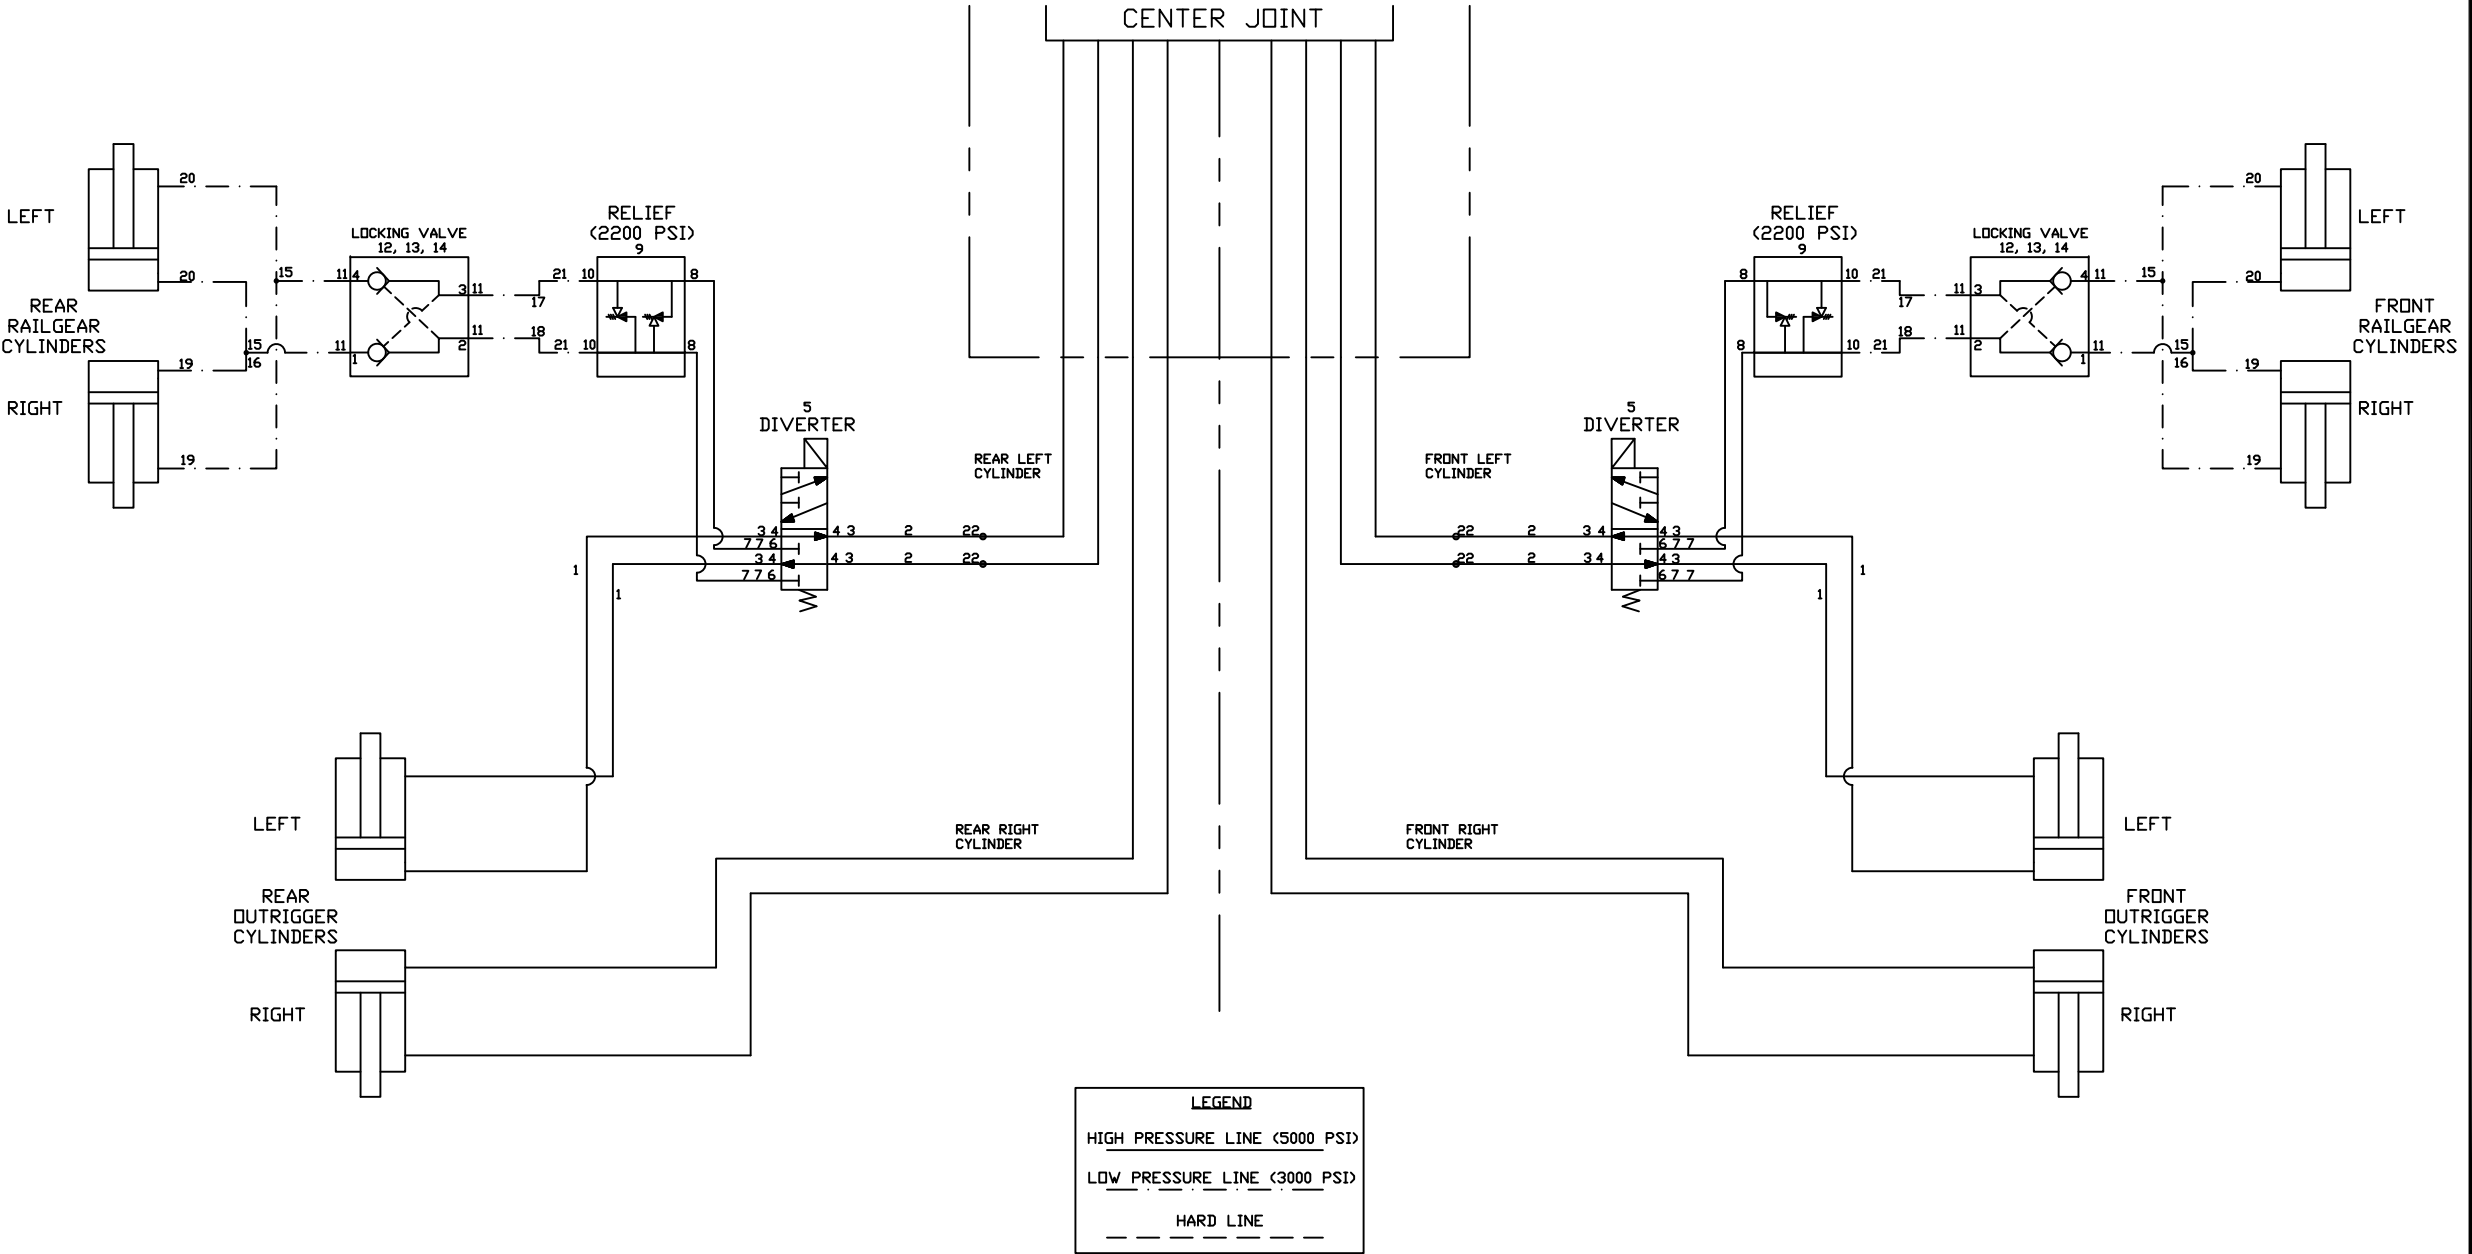 CENTER JOINT
20
LEFT
LOCKING VALVE
12, 13, 14
RELIEF
(2200 PSI)
9
20
15
11 4
3 11
21
17
10
8
REAR
RAILGEAR
CYLINDERS
15
16
11
1
11
2
18
21
10
8
19
RIGHT
19
5
DIVERTER
REAR LEFT
CYLINDER
3 4
4 3
2
22
7 7 6
3 4
4 3
2
22
7 7 6
1
1
RELIEF
(2200 PSI)
9
LOCKING VALVE
12, 13, 14
20
LEFT
8
10 21
17
11 3
4 11
15
20
8
10
21
18
11
2
11
1
15
16
FRONT
RAILGEAR
CYLINDERS
19
RIGHT
19
5
DIVERTER
FRONT LEFT
CYLINDER
22
2
3 4
4 3
6 7 7
22
2
3 4
4 3
6 7 7
1
1
LEFT
REAR
OUTRIGGER
CYLINDERS
RIGHT
REAR RIGHT
CYLINDER
FRONT RIGHT
CYLINDER
LEFT
FRONT
OUTRIGGER
CYLINDERS
RIGHT
LEGEND
HIGH PRESSURE LINE (5000 PSI)
LOW PRESSURE LINE (3000 PSI)
HARD LINE